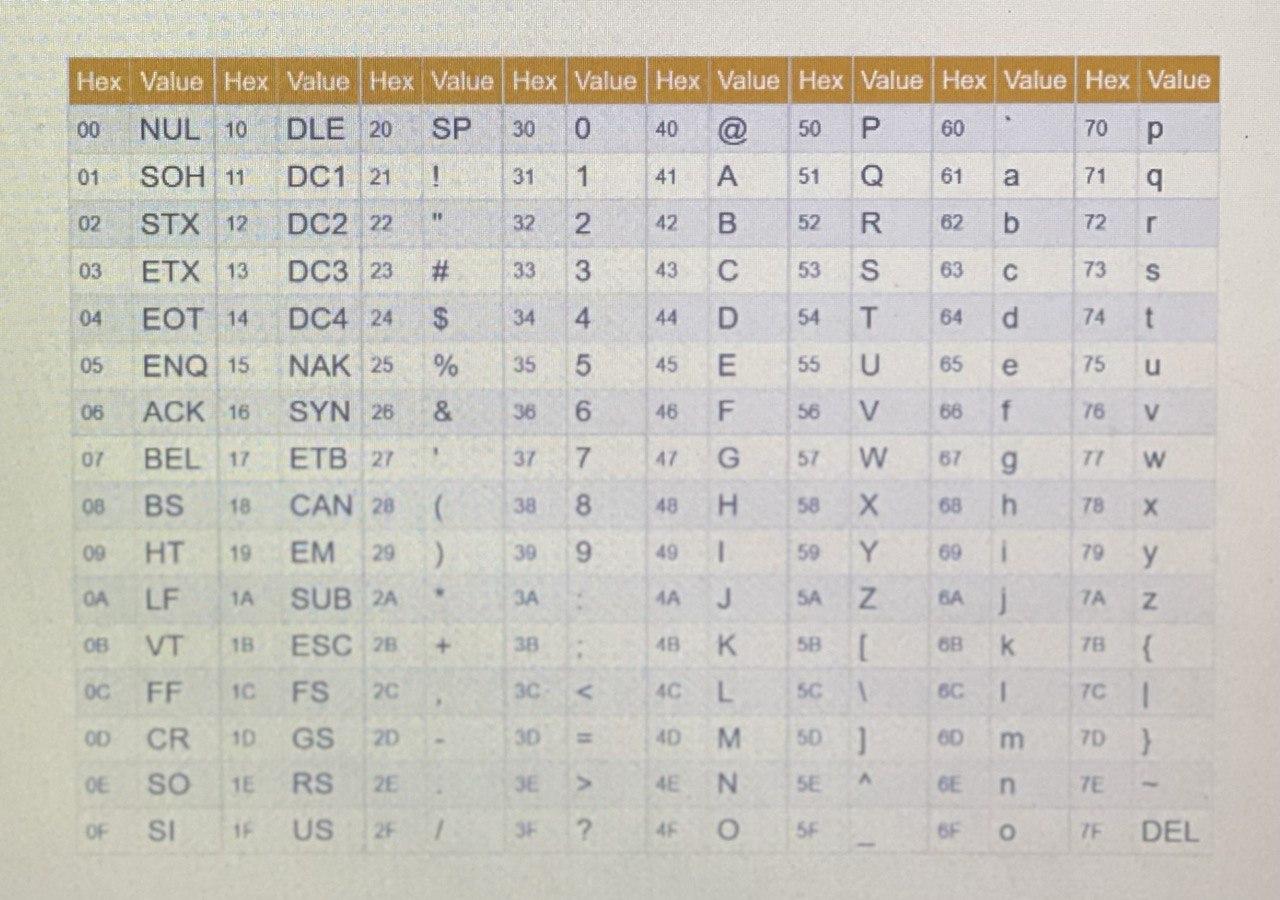 Hex Value Hex Value Hex Value Hex Value Hex Value Hex Value Hex Value Hex Value
00 NUL 10 DLE 20 SP 30 0 40 @ 50 P 60 ` 70 p
01 SOH 11 DC1 21 ! 31 1 41 A 51 Q 61 a 71 q
02 STX 12 DC2 22 " 32 2 42 B 52 R 62 b 72 r
03 ETX 13 DC3 23 # 33 3 43 C 53 S 63 c 73 s
04 EOT 14 DC4 24 $ 34 4 44 D 54 T 64 d 74 t
05 ENQ 15 NAK 25 % 35 5 45 E 55 U 65 e 75 u
06 ACK 16 SYN 26 & 36 6 46 F 56 V 66 f 76 v
07 BEL 17 ETB 27 ' 37 7 47 G 57 W 67 g 77 w
08 BS 18 CAN 28 ( 38 8 48 H 58 X 68 h 78 x
09 HT 19 EM 29 ) 39 9 49 I 59 Y 69 i 79 y
0A LF 1A SUB 2A * 3A : 4A J 5A Z 6A j 7A z
0B VT 1B ESC 2B + 3B ; 4B K 5B [ 6B k 7B {
0C FF 1C FS 2C , 3C < 4C L 5C \ 6C l 7C |
0D CR 1D GS 2D - 3D = 4D M 5D ] 6D m 7D }
0E SO 1E RS 2E . 3E > 4E N 5E ^ 6E n 7E ~
0F SI 1F US 2F / 3F ? 4F O 5F _ 6F o 7F DEL